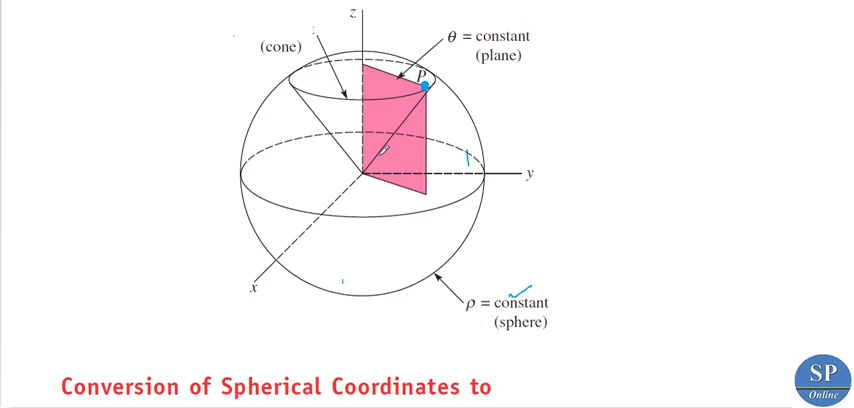 z
(cone)
θ = constant
(plane)
P
y
x
ρ = constant
(sphere)
Conversion of Spherical Coordinates to
SP
Online